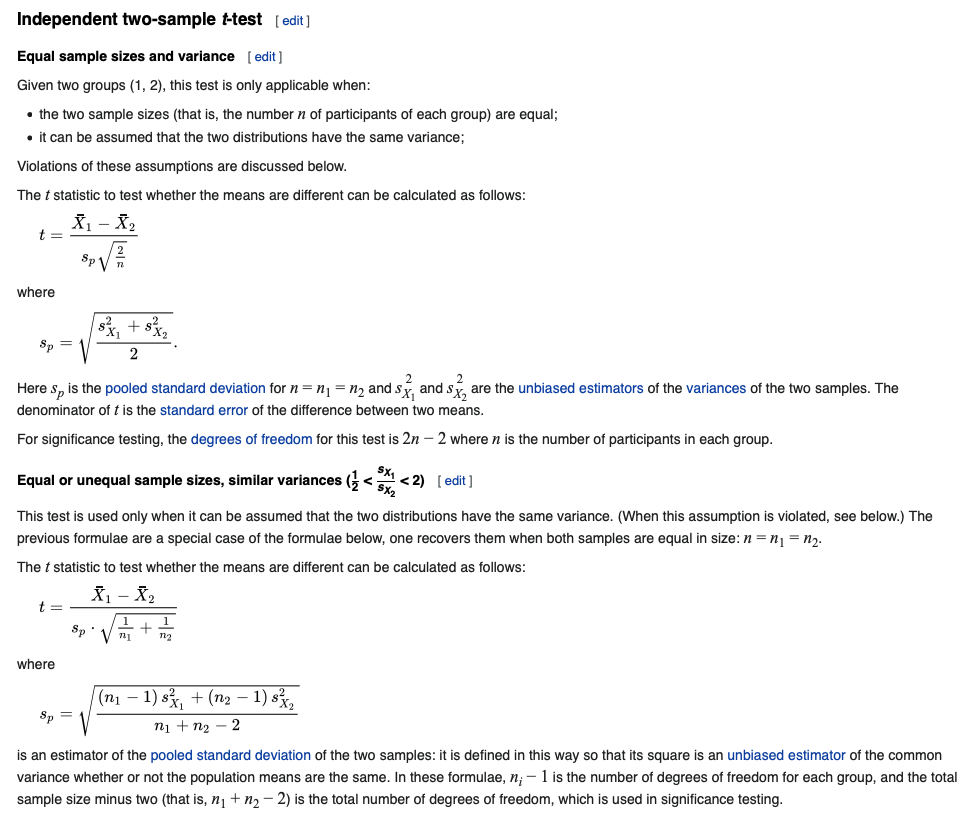 Independent two-sample t-test [ edit ]
Equal sample sizes and variance [ edit ]
Given two groups (1, 2), this test is only applicable when:
• the two sample sizes (that is, the number n of participants of each group) are equal;
• it can be assumed that the two distributions have the same variance;
Violations of these assumptions are discussed below.
The t statistic to test whether the means are different can be calculated as follows:
t = \frac{\bar{X}_1 - \bar{X}_2}{s_p \sqrt{\frac{2}{n}}}
where
s_p = \sqrt{\frac{s_{X_1}^2 + s_{X_2}^2}{2}}.
Here s_p is the pooled standard deviation for n = n_1 = n_2 and s_{X_1}^2 and s_{X_2}^2 are the unbiased estimators of the variances of the two samples. The
denominator of t is the standard error of the difference between two means.
For significance testing, the degrees of freedom for this test is 2n − 2 where n is the number of participants in each group.
Equal or unequal sample sizes, similar variances (\frac{1}{2} < \frac{s_{X_1}}{s_{X_2}} < 2) [ edit ]
This test is used only when it can be assumed that the two distributions have the same variance. (When this assumption is violated, see below.) The
previous formulae are a special case of the formulae below, one recovers them when both samples are equal in size: n = n_1 = n_2.
The t statistic to test whether the means are different can be calculated as follows:
t = \frac{\bar{X}_1 - \bar{X}_2}{s_p \cdot \sqrt{\frac{1}{n_1} + \frac{1}{n_2}}}
where
s_p = \sqrt{\frac{(n_1 - 1) s_{X_1}^2 + (n_2 - 1) s_{X_2}^2}{n_1 + n_2 - 2}}
is an estimator of the pooled standard deviation of the two samples: it is defined in this way so that its square is an unbiased estimator of the common
variance whether or not the population means are the same. In these formulae, n_i − 1 is the number of degrees of freedom for each group, and the total
sample size minus two (that is, n_1 + n_2 − 2) is the total number of degrees of freedom, which is used in significance testing.